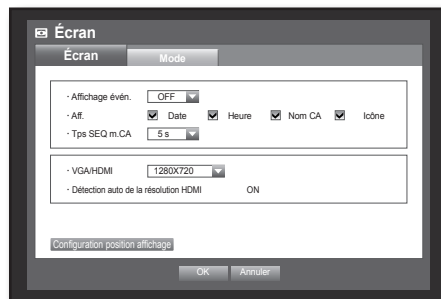 Écran
Écran Mode
· Affichage évén. OFF
· Aff. Date Heure Nom CA Icône
· Tps SEQ m.CA 5 s
· VGA/HDMI 1280X720
· Détection auto de la résolution HDMI ON
Configuration position affichage
OK Annuler